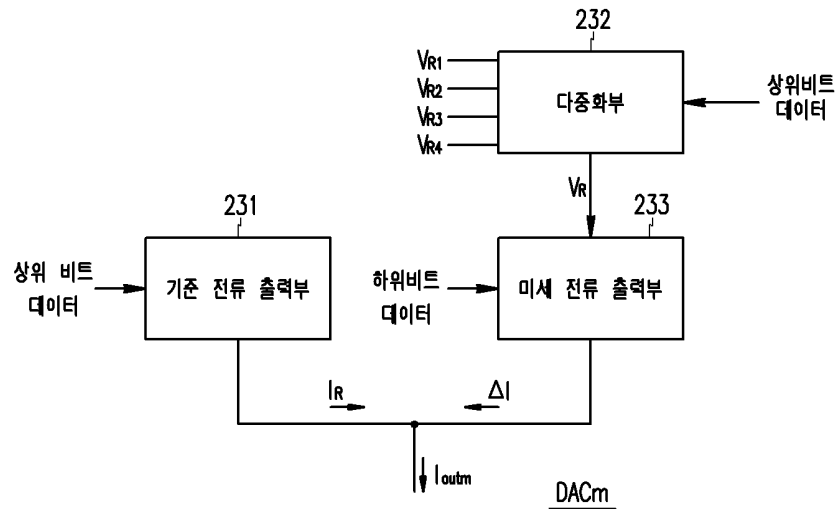 232
VR1
VR2
VR3
VR4
다중화부
상위비트
데이터
VR
231
233
상위 비트
데이터
기준 전류 출력부
하위비트
데이터
미세 전류 출력부
IR
ΔI
Ioutm
DACm